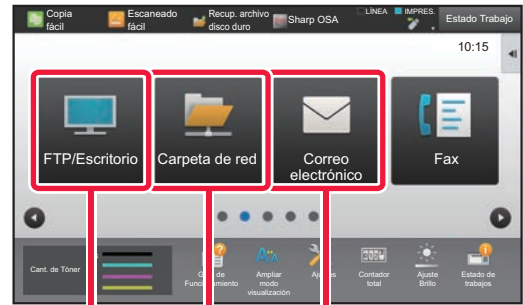 Copia fácil
Escaneado fácil
Recup. archivo disco duro
Sharp OSA
LÍNEA
IMPRES.
Estado Trabajo
10:15
FTP/Escritorio
Carpeta de red
Correo electrónico
Fax
Cant. de Tóner
Ampliar modo visualización
Contador total
Ajuste Brillo
Estado de trabajos